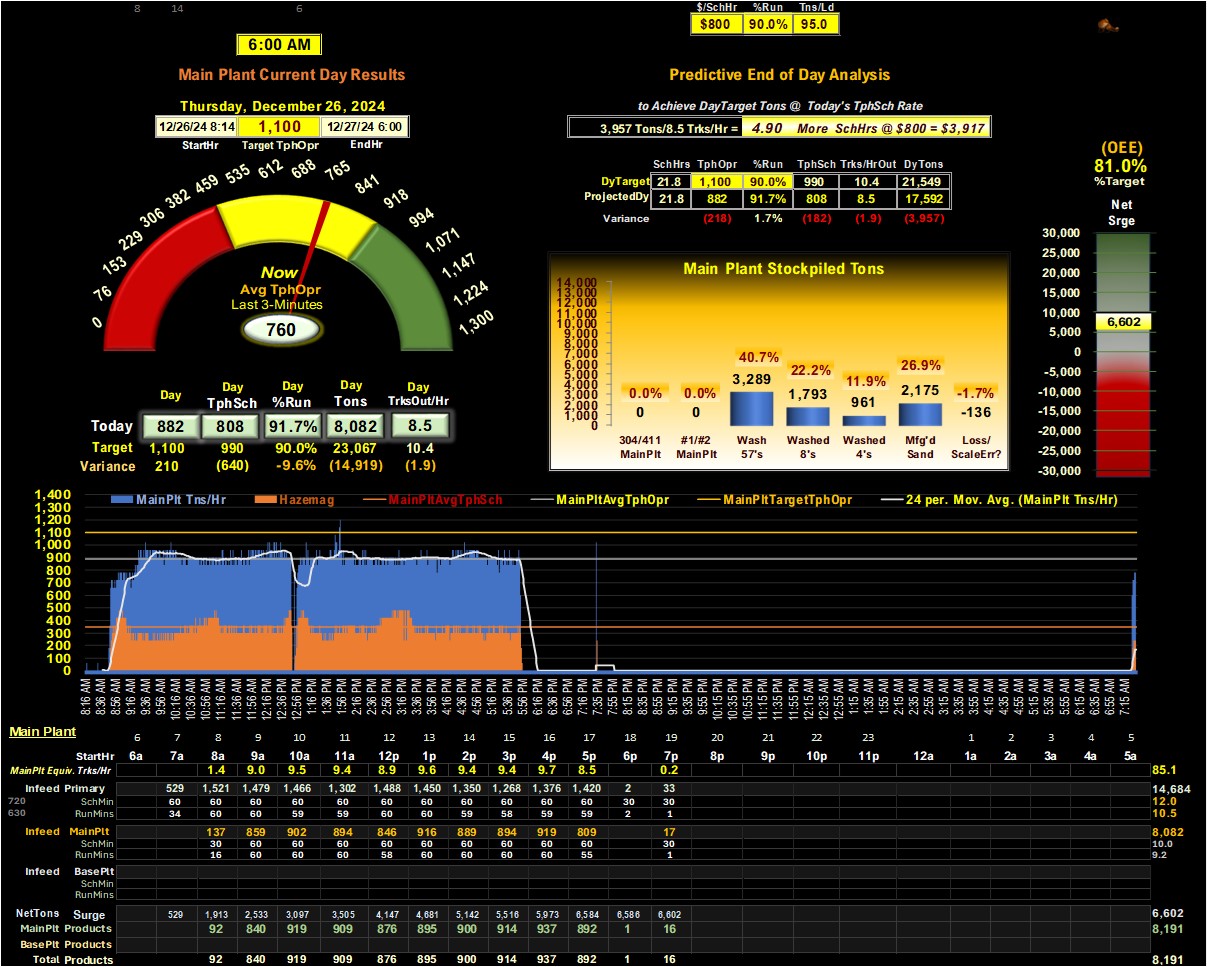 8 14 6
$/SchHr %Run Tns/Ld
$800 90.0% 95.0
6:00 AM
Main Plant Current Day Results
Predictive End of Day Analysis
Thursday, December 26, 2024
to Achieve DayTarget Tons @ Today's TphSch Rate
12/26/24 8:14 1,100 12/27/24 6:00
StartHr Target TphOpr EndHr
3,957 Tons/8.5 Trks/Hr = 4.90 More SchHrs @ $800 = $3,917
(OEE)
81.0%
%Target
SchHrs TphOpr %Run TphSch Trks/HrOut DyTons
DyTarget 21.8 1,100 90.0% 990 10.4 21,549
ProjectedDy 21.8 882 91.7% 808 8.5 17,592
Variance (218) 1.7% (182) (1.9) (3,957)
0 76 153 229 306 382 459 535 612 688 765 841 918 994 1,071 1,147 1,224 1,300
Now
Avg TphOpr
Last 3-Minutes
760
Net
Srge
30,000
20,000
15,000
10,000
6,602
5,000
0
-5,000
-10,000
-15,000
-20,000
-30,000
Main Plant Stockpiled Tons
14,000
13,000
12,000
11,000
10,000
9,000
8,000
7,000
6,000
5,000
4,000
3,000
2,000
1,000
0
0.0% 0.0% 40.7% 22.2% 11.9% 26.9% -1.7%
0 0 3,289 1,793 961 2,175 -136
304/411 #1/#2 Wash Washed Washed Mfg'd Loss/
MainPlt MainPlt 57's 8's 4's Sand ScaleErr?
Day Day Day Day Day
TphSch %Run Tons TrksOut/Hr
Today 882 808 91.7% 8,082 8.5
Target 1,100 990 90.0% 23,067 10.4
Variance 210 (640) -9.6% (14,919) (1.9)
MainPlt Tns/Hr Hazemag MainPltAvgTphSch MainPltAvgTphOpr MainPltTargetTphOpr 24 per. Mov. Avg. (MainPlt Tns/Hr)
1,400
1,300
1,200
1,100
1,000
900
800
700
600
500
400
300
200
100
0
8:16 AM 8:36 AM 8:56 AM 9:16 AM 9:36 AM 9:56 AM 10:16 AM 10:36 AM 10:56 AM 11:16 AM 11:36 AM 11:56 AM 12:16 PM 12:36 PM 12:56 PM 1:16 PM 1:36 PM 1:56 PM 2:16 PM 2:36 PM 2:56 PM 3:16 PM 3:36 PM 3:56 PM 4:16 PM 4:36 PM 4:56 PM 5:16 PM 5:36 PM 5:56 PM 6:16 PM 6:36 PM 6:56 PM 7:16 PM 7:35 PM 7:55 PM 8:15 PM 8:35 PM 8:55 PM 9:15 PM 9:35 PM 9:55 PM 10:15 PM 10:35 PM 10:55 PM 11:15 PM 11:35 PM 11:55 PM 12:15 AM 12:35 AM 12:55 AM 1:15 AM 1:35 AM 1:55 AM 2:15 AM 2:35 AM 2:55 AM 3:15 AM 3:35 AM 3:55 AM 4:15 AM 4:35 AM 4:55 AM 5:15 AM 5:35 AM 5:55 AM 6:15 AM 6:35 AM 6:55 AM 7:15 AM
Main Plant
6 7 8 9 10 11 12 13 14 15 16 17 18 19 20 21 22 23 1 2 3 4 5
StartHr 6a 7a 8a 9a 10a 11a 12p 1p 2p 3p 4p 5p 6p 7p 8p 9p 10p 11p 12a 1a 2a 3a 4a 5a
MainPlt Equiv. Trks/Hr 1.4 9.0 9.5 9.4 8.9 9.6 9.4 9.4 9.7 8.5 0.2 85.1
Infeed Primary 529 1,521 1,479 1,466 1,302 1,488 1,450 1,350 1,268 1,376 1,420 2 33 14,684
720 SchMin 60 60 60 60 60 60 60 60 60 60 60 30 30 12.0
630 RunMins 34 60 60 60 59 59 60 60 59 60 59 2 1 10.5
Infeed MainPlt 137 859 902 894 846 916 889 894 919 809 17 8,082
SchMin 30 60 60 60 60 60 60 60 60 60 30 10.0
RunMins 16 60 60 60 58 60 60 58 60 55 1 9.2
Infeed BasePlt
SchMin
RunMins
NetTons Surge 529 1,913 2,533 3,097 3,505 4,147 4,681 5,142 5,516 5,973 6,584 6,586 6,602 6,602
MainPlt Products 92 840 919 909 876 895 900 914 937 892 1 16 8,191
BasePlt Products
Total Products 92 840 919 909 876 895 900 914 937 892 1 16 8,191